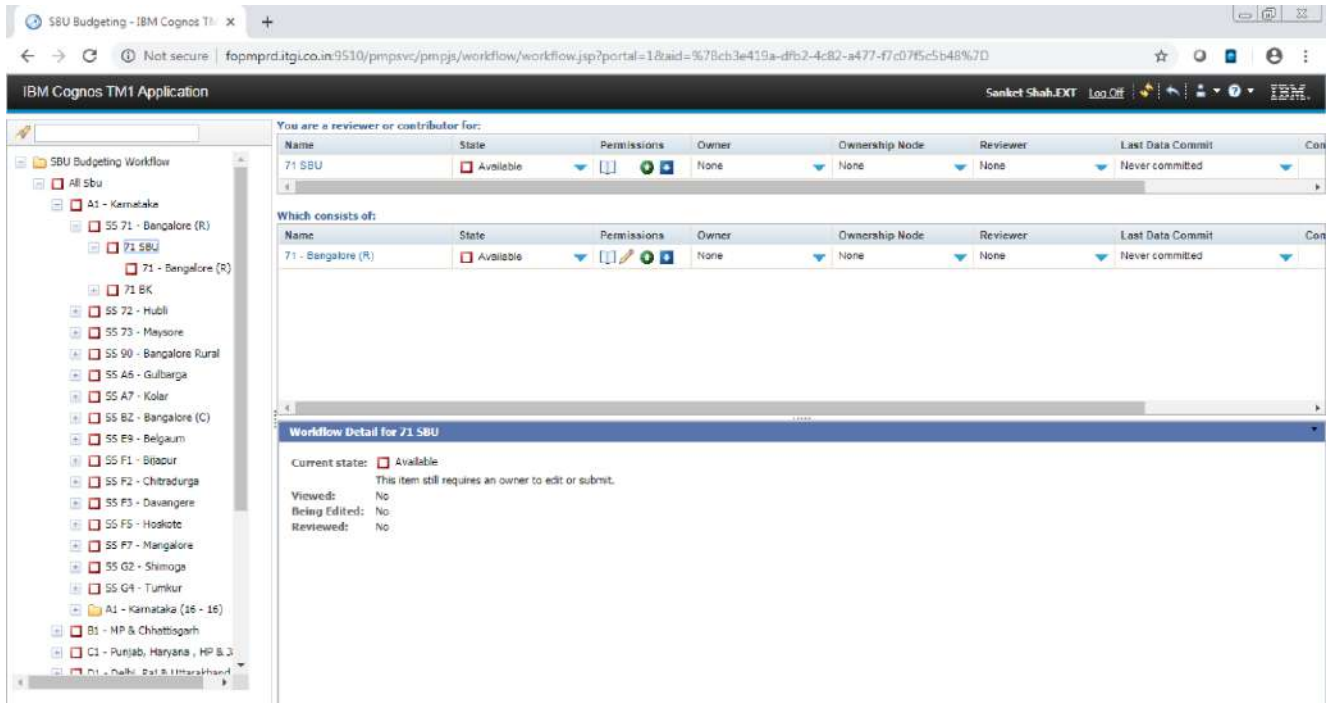 SBU Budgeting - IBM Cognos TM
Not secure | fopmprd.itgi.co.in:9510/pmpsvc/pmpjs/workflow/workflow.jsp?portal=1&taid=%7Bcb3e419a-dfb2-4c82-a477-f7c07f5c5b48%7D
IBM Cognos TM1 Application
Sanket Shah.EXT Log Off IBM.
SBU Budgeting Workflow
All Sbu
A1 - Karnataka
SS 71 - Bangalore (R)
71 SBU
71 - Bangalore (R)
71 BK
SS 72 - Hubli
SS 73 - Maysore
SS 90 - Bangalore Rural
SS A6 - Gulbarga
SS A7 - Kolar
SS BZ - Bangalore (C)
SS E9 - Belgaum
SS F1 - Bijapur
SS F2 - Chitradurga
SS F3 - Davangere
SS F5 - Hoskote
SS F7 - Mangalore
SS G2 - Shimoga
SS G4 - Tumkur
A1 - Karnataka (16 - 16)
B1 - MP & Chhattisgarh
C1 - Punjab, Haryana , HP & J
D1 - Delhi, Raj & Uttarakhand
You are a reviewer or contributor for:
Name State Permissions Owner Ownership Node Reviewer Last Data Commit Con
71 SBU Available None None None Never committed
Which consists of:
Name State Permissions Owner Ownership Node Reviewer Last Data Commit Con
71 - Bangalore (R) Available None None None Never committed
Workflow Detail for 71 SBU
Current state: Available
This item still requires an owner to edit or submit.
Viewed: No
Being Edited: No
Reviewed: No